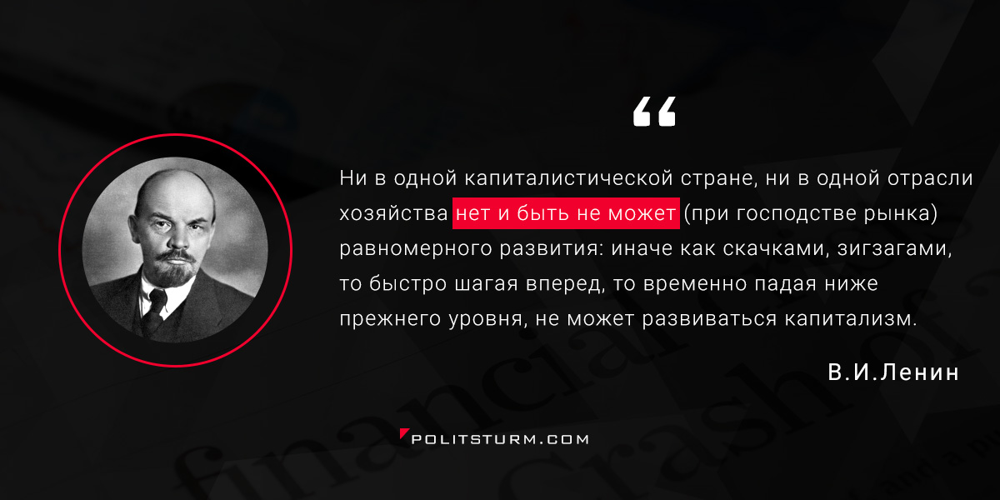 “
Ни в одной капиталистической стране, ни в одной отрасли
хозяйства нет и быть не может (при господстве рынка)
равномерного развития: иначе как скачками, зигзагами,
то быстро шагая вперед, то временно падая ниже
прежнего уровня, не может развиваться капитализм.
В.И.Ленин
POLITSTURM.COM
financial crisis
Crash of
and a